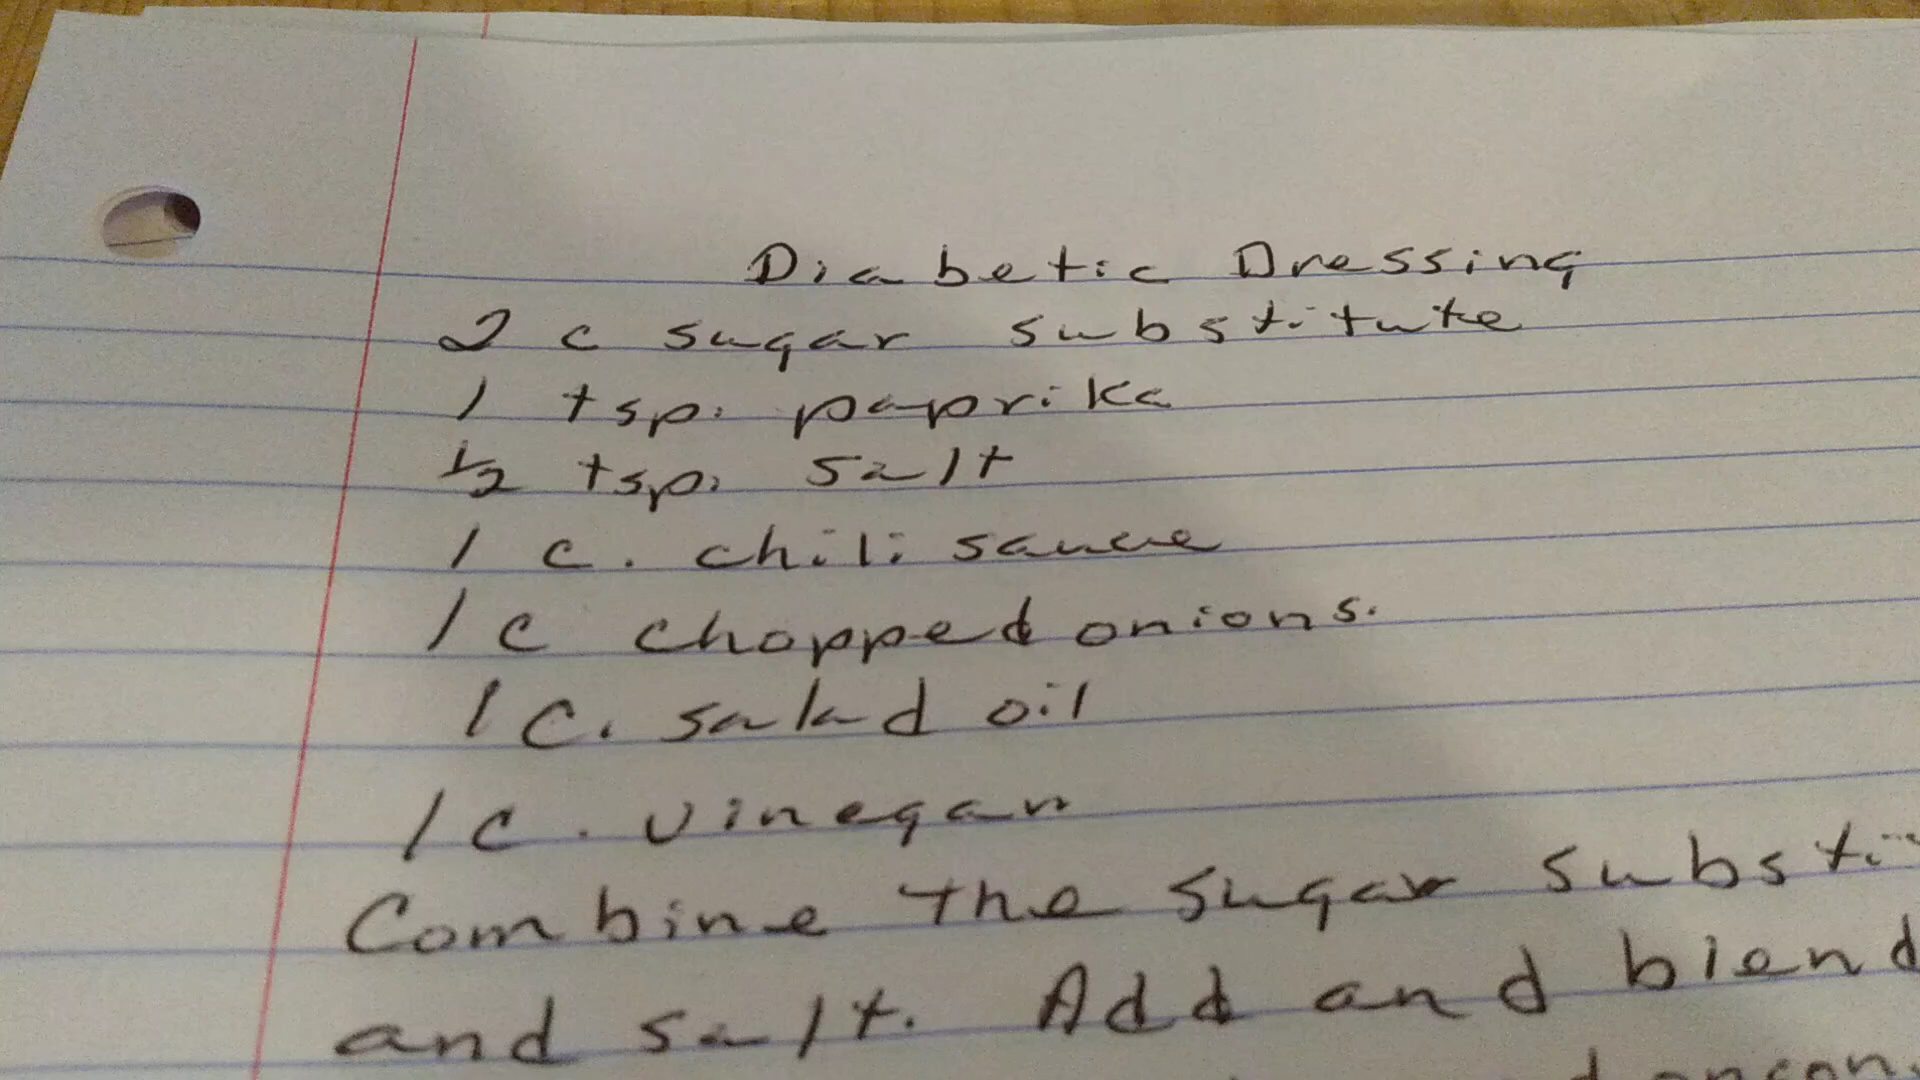 Diabetic Dressing
2 c sugar substitute
1 tsp. paprika
1/2 tsp. salt
1 c. chili sauce
1 c chopped onions.
1 c. salad oil
1 c. vinegar
Combine the sugar substi
and salt. Add and blend